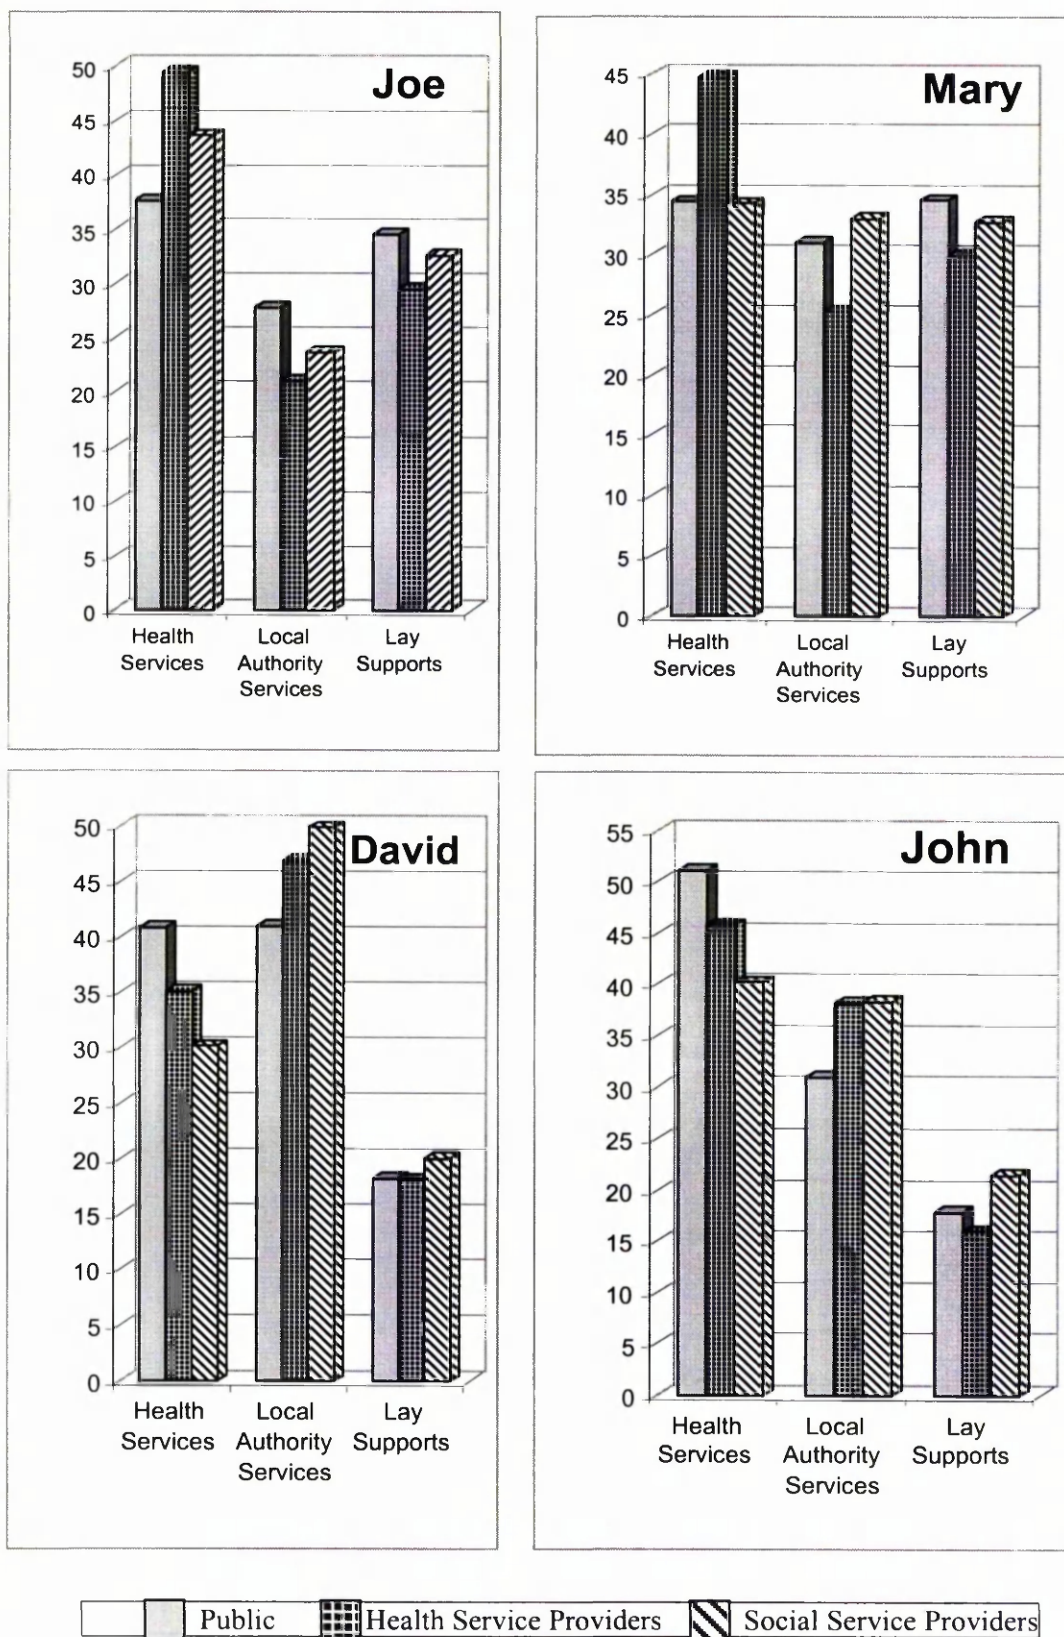 Joe
50
45
40
35
30
25
20
15
10
5
0
Health Services
Local Authority Services
Lay Supports
Mary
45
40
35
30
25
20
15
10
5
0
Health Services
Local Authority Services
Lay Supports
David
50
45
40
35
30
25
20
15
10
5
0
Health Services
Local Authority Services
Lay Supports
John
55
50
45
40
35
30
25
20
15
10
5
0
Health Services
Local Authority Services
Lay Supports
Public Health Service Providers Social Service Providers